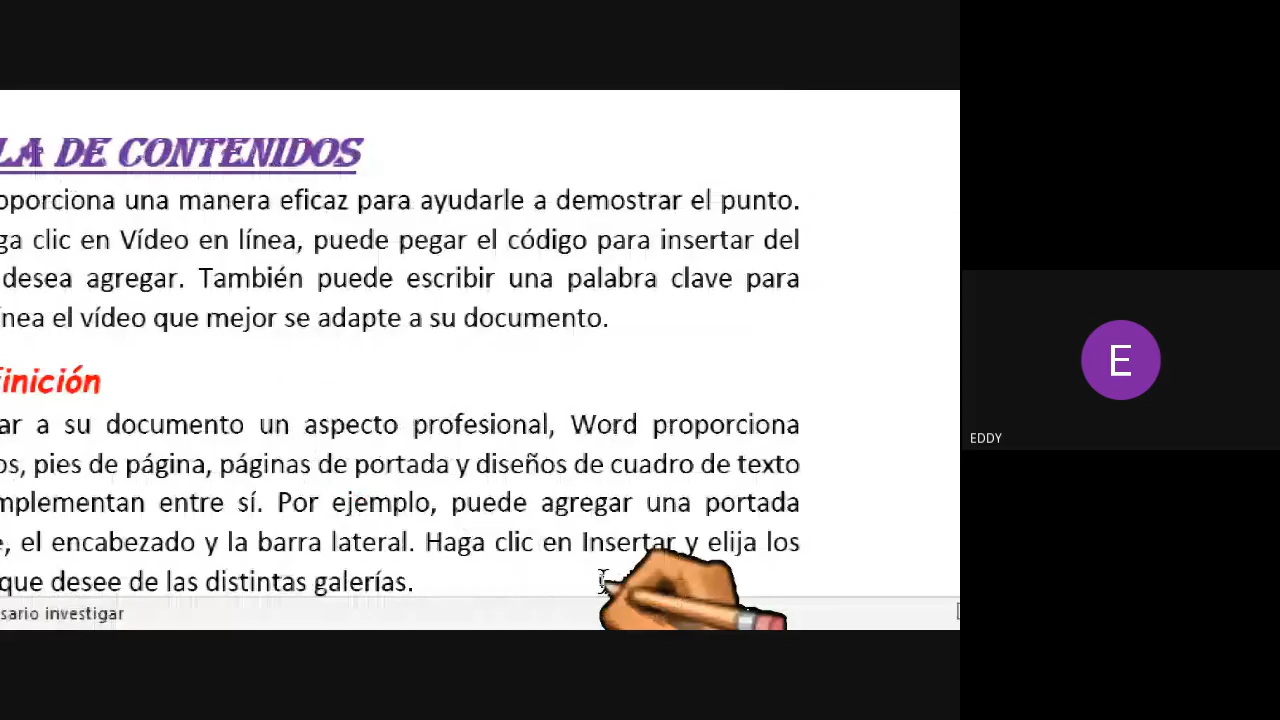 LA DE CONTENIDOS
oporciona una manera eficaz para ayudarle a demostrar el punto.
ga clic en Vídeo en línea, puede pegar el código para insertar del
desea agregar. También puede escribir una palabra clave para
ínea el vídeo que mejor se adapte a su documento.
finición
ar a su documento un aspecto profesional, Word proporciona
os, pies de página, páginas de portada y diseños de cuadro de texto
mplementan entre sí. Por ejemplo, puede agregar una portada
e, el encabezado y la barra lateral. Haga clic en Insertar y elija los
que desee de las distintas galerías.
sario investigar
E
EDDY